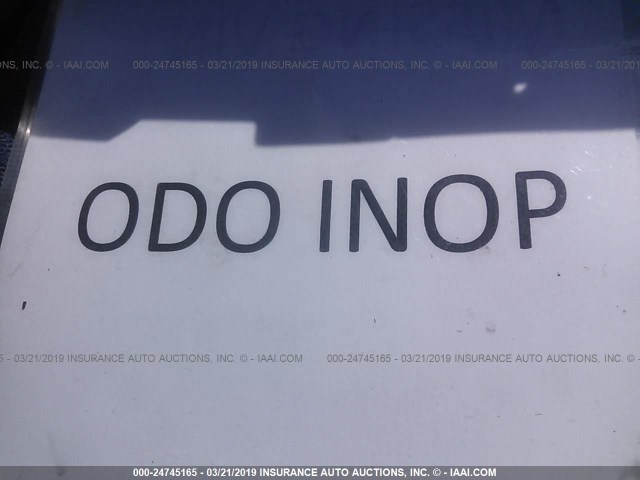 NS, INC. © - IAAI.COM 000-24745165 - 03/21/2019 INSURANCE AUTO AUCTIONS, INC. © - IAAI.COM 000-24745165 - 03/21/201
ODO INOP
5 - 03/21/2019 INSURANCE AUTO AUCTIONS, INC. © - IAAI.COM 000-24745165 - 03/21/2019 INSURANCE AUTO AUCTIONS, INC. ©
000-24745165 - 03/21/2019 INSURANCE AUTO AUCTIONS, INC. © - IAAI.COM